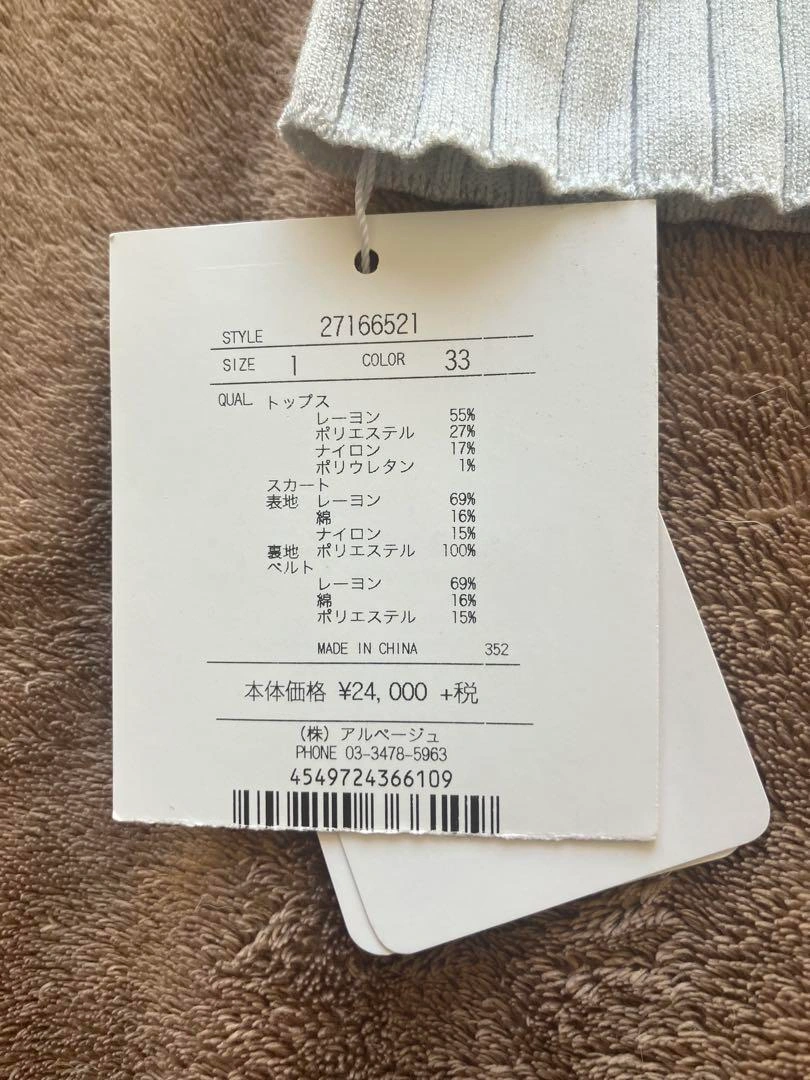 STYLE 27166521
SIZE 1 COLOR 33
QUAL トップス
レーヨン 55%
ポリエステル 27%
ナイロン 17%
ポリウレタン 1%
スカート
表地 レーヨン 69%
綿 16%
ナイロン 15%
裏地 ポリエステル 100%
ベルト
レーヨン 69%
綿 16%
ポリエステル 15%
MADE IN CHINA 352
本体価格 ¥24,000 +税
(株) アルページュ
PHONE 03-3478-5963
4549724366109